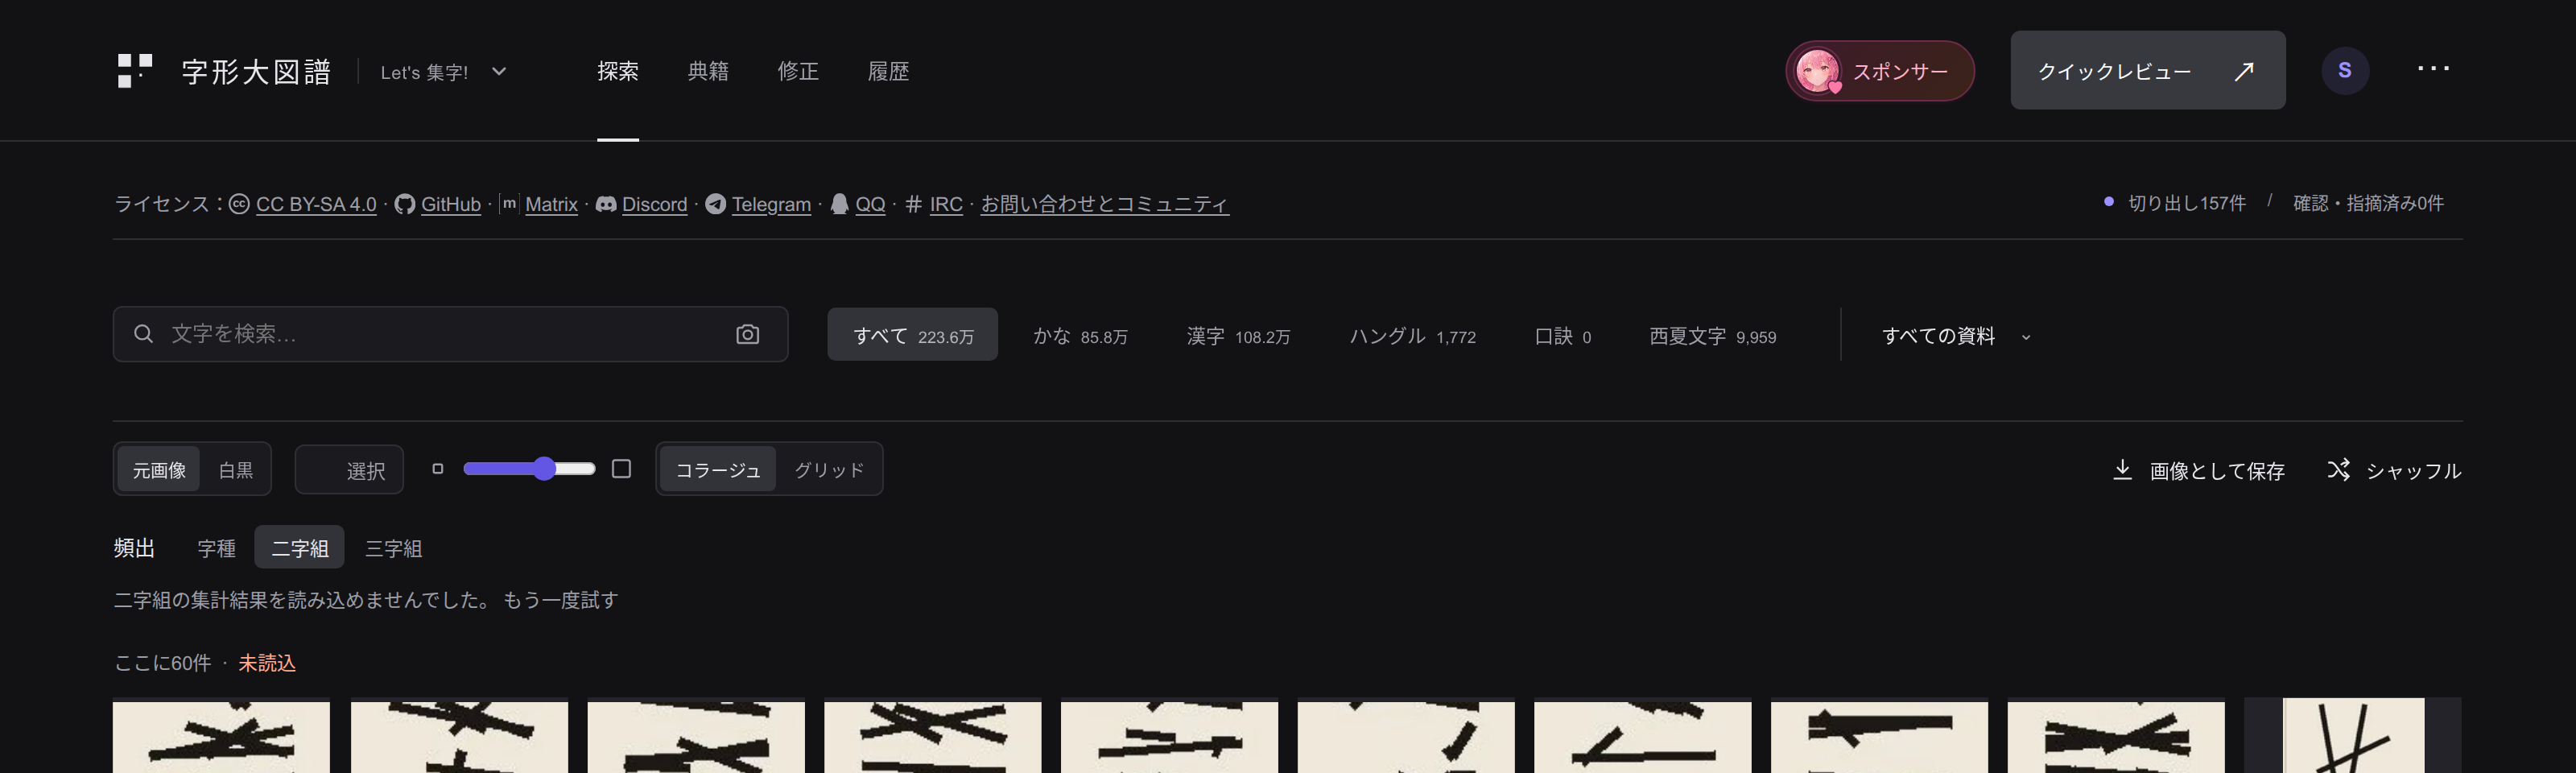 字形大図譜 Let's 集字! 探索 典籍 修正 履歴 スポンサー クイックレビュー S
ライセンス：CC BY-SA 4.0 · GitHub · [m] Matrix · Discord · Telegram · QQ · IRC · お問い合わせとコミュニティ 切り出し157件 / 確認・指摘済み0件
文字を検索… すべて 223.6万 かな 85.8万 漢字 108.2万 ハングル 1,772 口訣 0 西夏文字 9,959 すべての資料
元画像 白黒 選択 コラージュ グリッド 画像として保存 シャッフル
頻出 字種 二字組 三字組
二字組の集計結果を読み込めませんでした。 もう一度試す
ここに60件 · 未読込